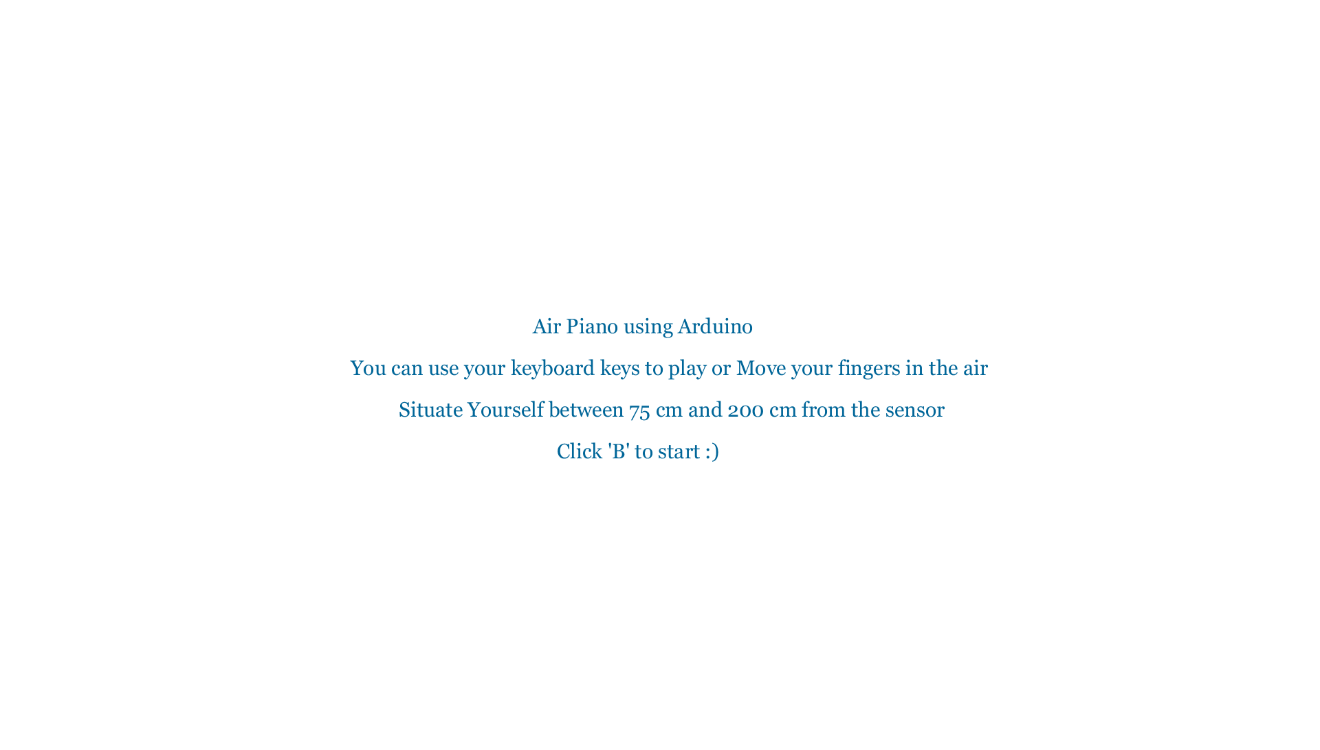 Air Piano using Arduino
You can use your keyboard keys to play or Move your fingers in the air
Situate Yourself between 75 cm and 200 cm from the sensor
Click 'B' to start :)